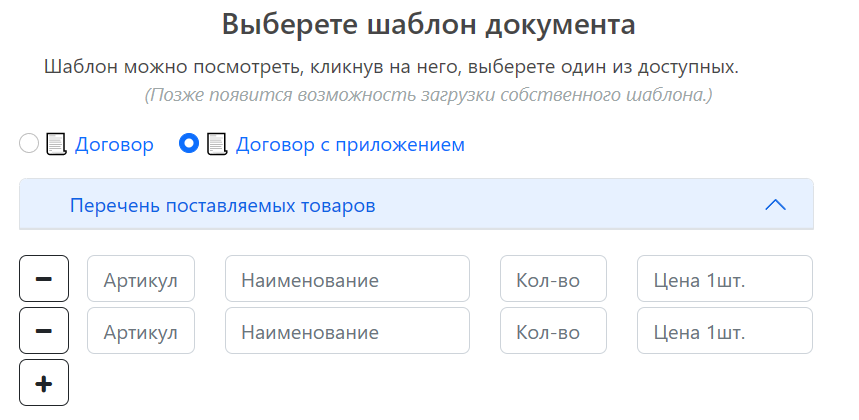 Выберете шаблон документа
Шаблон можно посмотреть, кликнув на него, выберете один из доступных.
(Позже появится возможность загрузки собственного шаблона.)
Договор Договор с приложением
Перечень поставляемых товаров
Артикул Наименование Кол-во Цена 1шт.
Артикул Наименование Кол-во Цена 1шт.